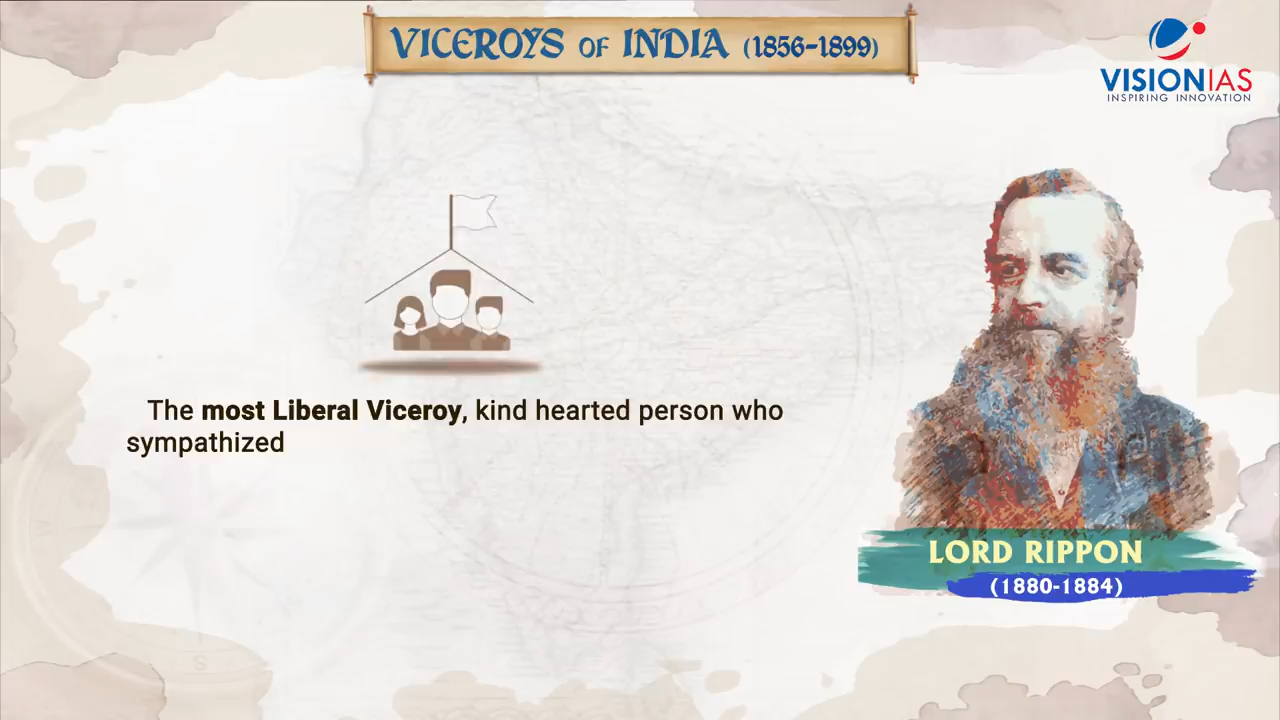 VICEROYS OF INDIA (1856-1899)
VISIONIAS
INSPIRING INNOVATION
The most Liberal Viceroy, kind hearted person who
sympathized
LORD RIPPON
(1880-1884)
S